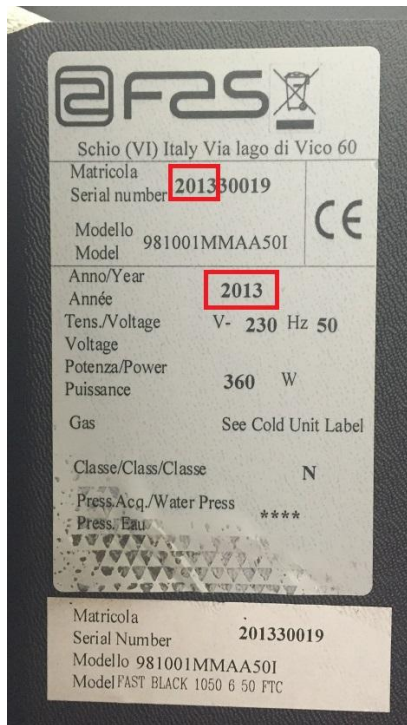 FAS
Schio (VI) Italy Via lago di Vico 60
Matricola
Serial number 201330019
CE
Modello
Model 981001MMAA50I
Anno/Year
Année 2013
Tens./Voltage V- 230 Hz 50
Voltage
Potenza/Power
Puissance 360 W
Gas See Cold Unit Label
Classe/Class/Classe N
Press.Acq./Water Press
Press. Eau ****
Matricola
Serial Number 201330019
Modello 981001MMAA50I
Model FAST BLACK 1050 6 50 FTC